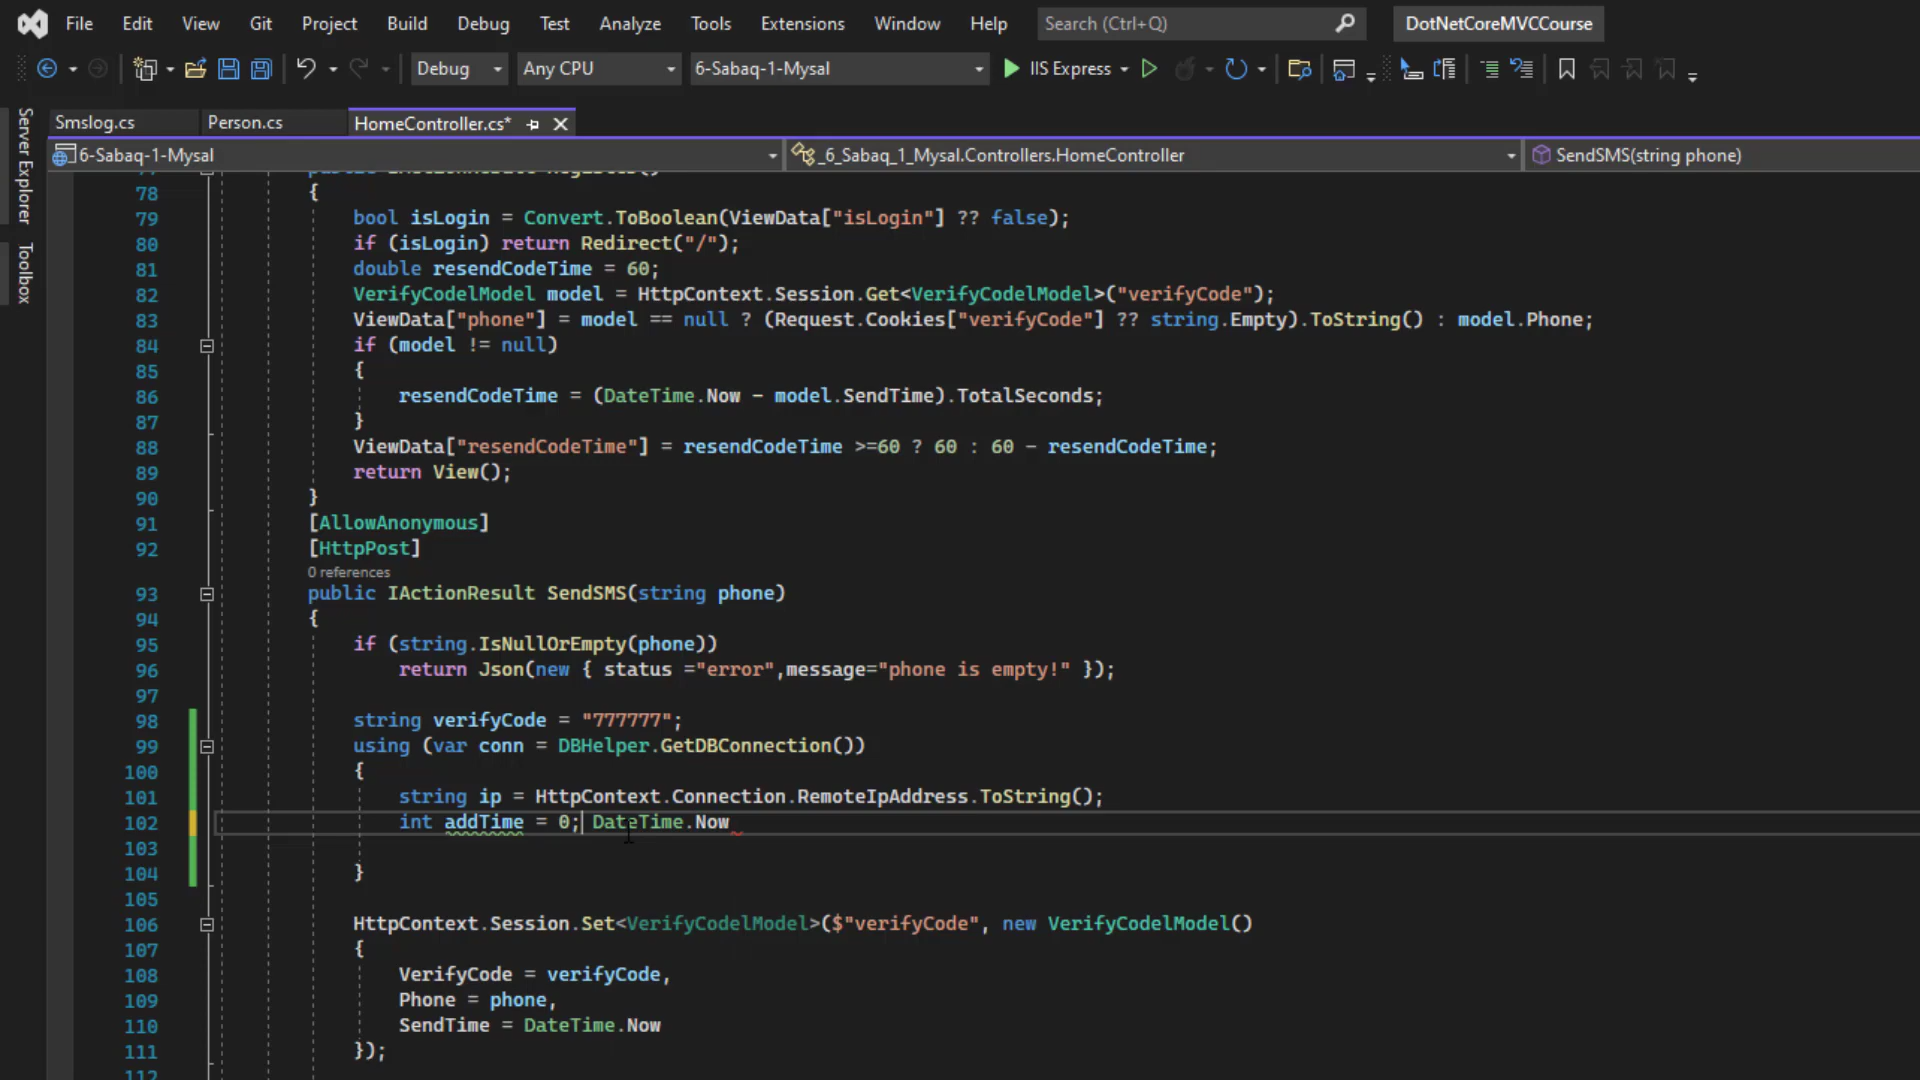 File Edit View Git Project Build Debug Test Analyze Tools Extensions Window Help Search (Ctrl+Q) DotNetCoreMVCCourse
Debug Any CPU 6-Sabaq-1-Mysal IIS Express
Server Explorer
Toolbox
Smslog.cs Person.cs HomeController.cs*
6-Sabaq-1-Mysal _6_Sabaq_1_Mysal.Controllers.HomeController SendSMS(string phone)
78 {
79 bool isLogin = Convert.ToBoolean(ViewData["isLogin"] ?? false);
80 if (isLogin) return Redirect("/");
81 double resendCodeTime = 60;
82 VerifyCodelModel model = HttpContext.Session.Get<VerifyCodelModel>("verifyCode");
83 ViewData["phone"] = model == null ? (Request.Cookies["verifyCode"] ?? string.Empty).ToString() : model.Phone;
84 if (model != null)
85 {
86 resendCodeTime = (DateTime.Now - model.SendTime).TotalSeconds;
87 }
88 ViewData["resendCodeTime"] = resendCodeTime >=60 ? 60 : 60 - resendCodeTime;
89 return View();
90 }
91 [AllowAnonymous]
92 [HttpPost]
0 references
93 public IActionResult SendSMS(string phone)
94 {
95 if (string.IsNullOrEmpty(phone))
96 return Json(new { status ="error",message="phone is empty!" });
97
98 string verifyCode = "777777";
99 using (var conn = DBHelper.GetDBConnection())
100 {
101 string ip = HttpContext.Connection.RemoteIpAddress.ToString();
102 int addTime = 0; DateTime.Now
103
104 }
105
106 HttpContext.Session.Set<VerifyCodelModel>($"verifyCode", new VerifyCodelModel()
107 {
108 VerifyCode = verifyCode,
109 Phone = phone,
110 SendTime = DateTime.Now
111 });
112